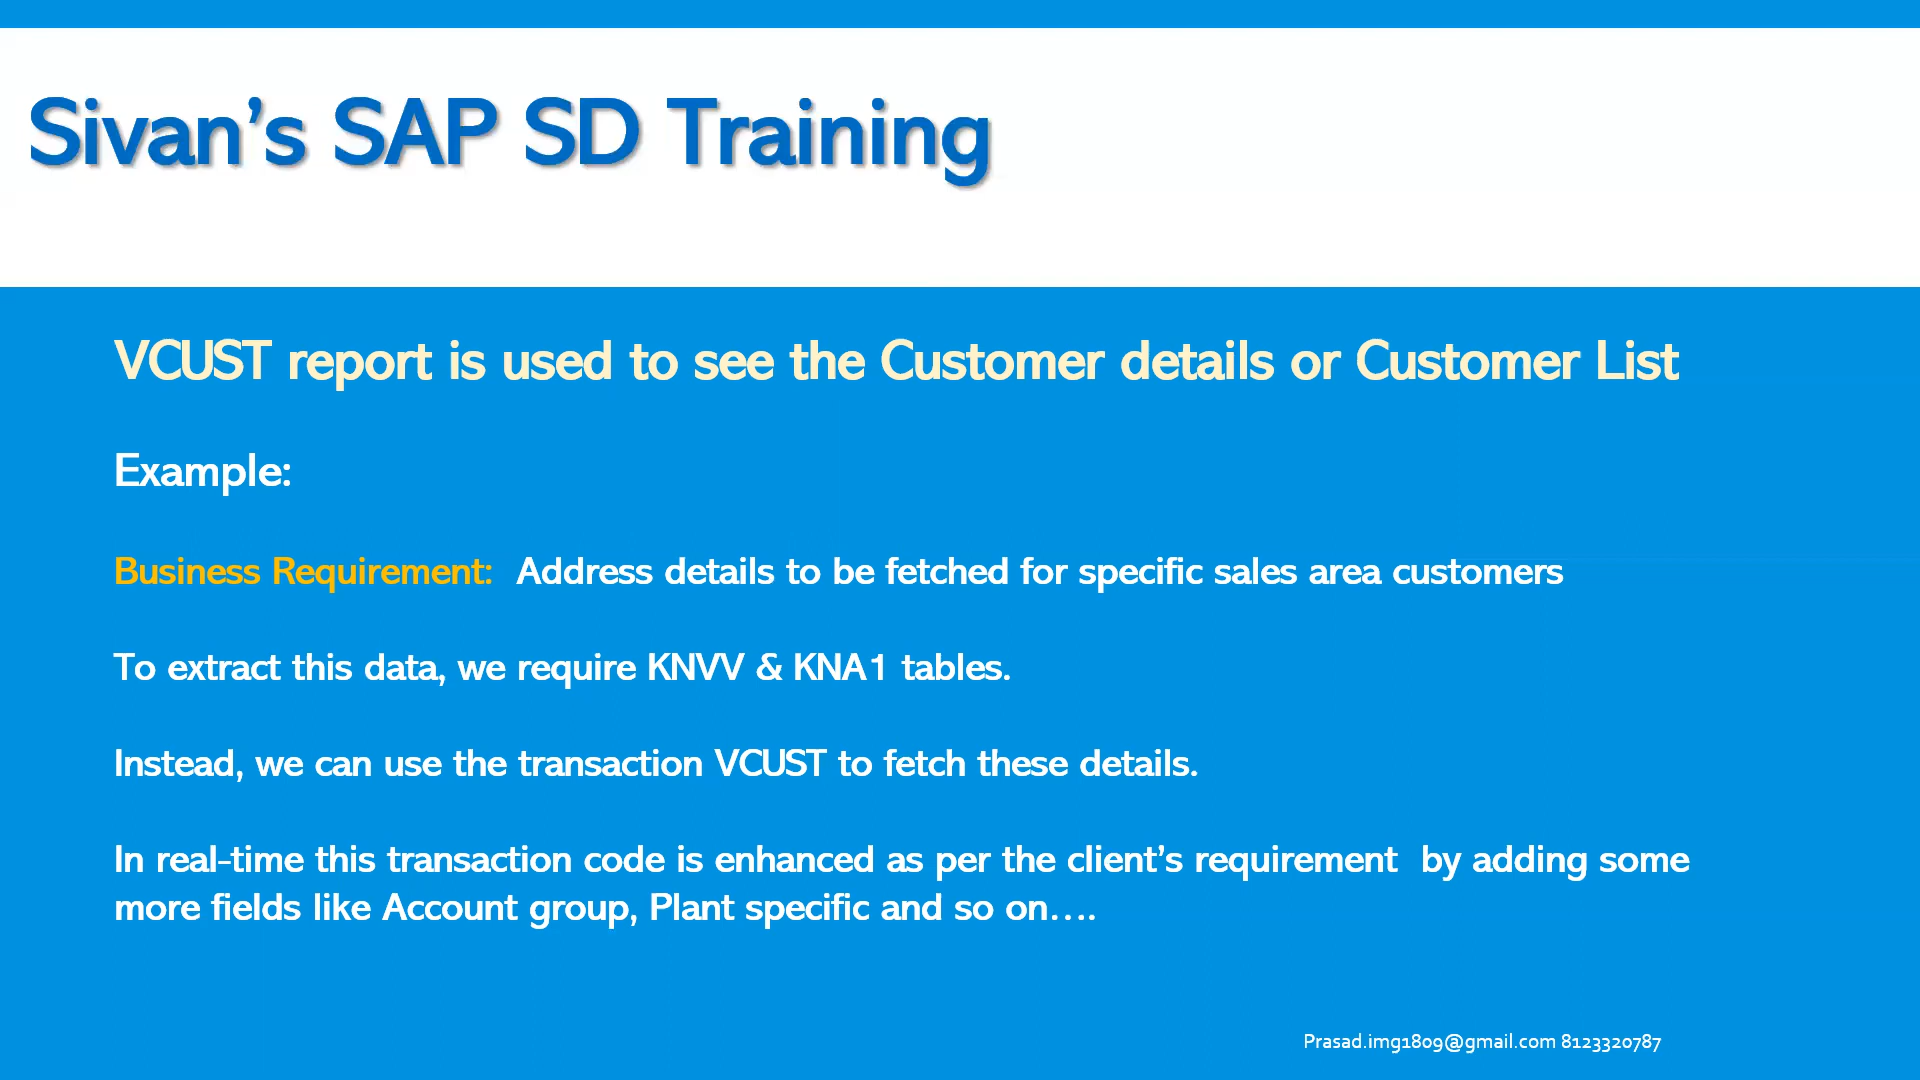 Sivan’s SAP SD Training
VCUST report is used to see the Customer details or Customer List
Example:
Business Requirement:  Address details to be fetched for specific sales area customers
To extract this data, we require KNVV & KNA1 tables.
Instead, we can use the transaction VCUST to fetch these details.
In real-time this transaction code is enhanced as per the client’s requirement  by adding some
more fields like Account group, Plant specific and so on….
Prasad.img1809@gmail.com 8123320787